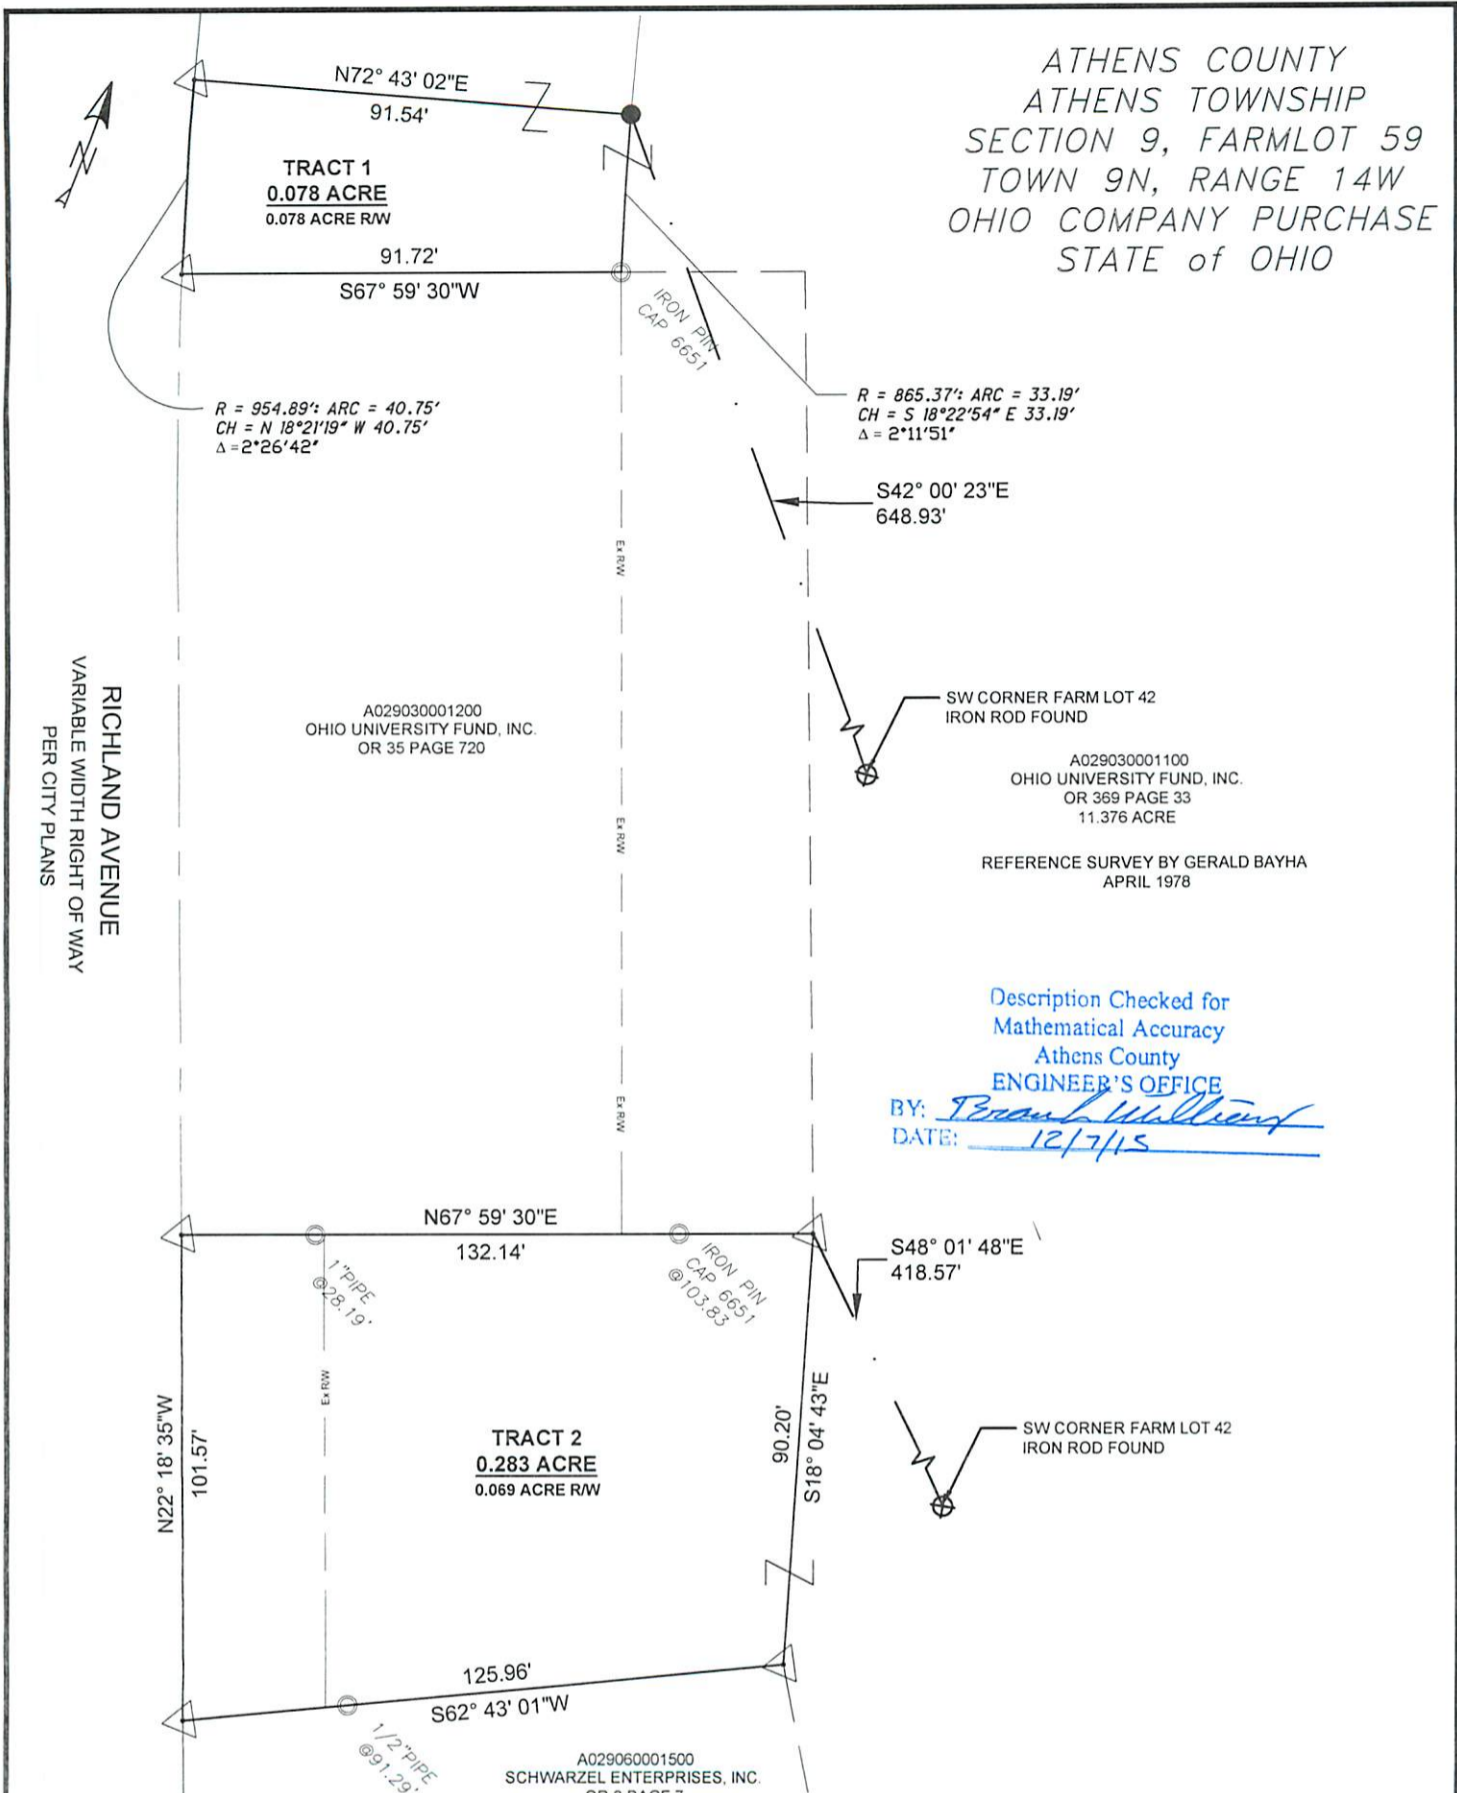 ATHENS COUNTY
ATHENS TOWNSHIP
SECTION 9, FARMLOT 59
TOWN 9N, RANGE 14W
OHIO COMPANY PURCHASE
STATE of OHIO
N72° 43' 02"E
91.54'
N
TRACT 1
0.078 ACRE
0.078 ACRE R/W
91.72'
S67° 59' 30"W
IRON PIN
CAP 6651
R = 954.89': ARC = 40.75'
CH = N 18°21'19" W 40.75'
Δ =2°26'42"
R = 865.37': ARC = 33.19'
CH = S 18°22'54" E 33.19'
Δ = 2°11'51"
S42° 00' 23"E
648.93'
Ex R/W
SW CORNER FARM LOT 42
IRON ROD FOUND
A029030001200
OHIO UNIVERSITY FUND, INC.
OR 35 PAGE 720
A029030001100
OHIO UNIVERSITY FUND, INC.
OR 369 PAGE 33
11.376 ACRE
REFERENCE SURVEY BY GERALD BAYHA
APRIL 1978
RICHLAND AVENUE
VARIABLE WIDTH RIGHT OF WAY
PER CITY PLANS
Ex R/W
Description Checked for
Mathematical Accuracy
Athens County
ENGINEER'S OFFICE
BY:
DATE: 12/7/15
Ex R/W
N67° 59' 30"E
132.14'
1"PIPE
@28.19'
IRON PIN
CAP 6651
@103.83
S48° 01' 48"E
418.57'
Ex R/W
N22° 18' 35"W
101.57'
TRACT 2
0.283 ACRE
0.069 ACRE R/W
90.20'
S18° 04' 43"E
SW CORNER FARM LOT 42
IRON ROD FOUND
125.96'
S62° 43' 01"W
1/2"PIPE
@91.29'
A029060001500
SCHWARZEL ENTERPRISES, INC.